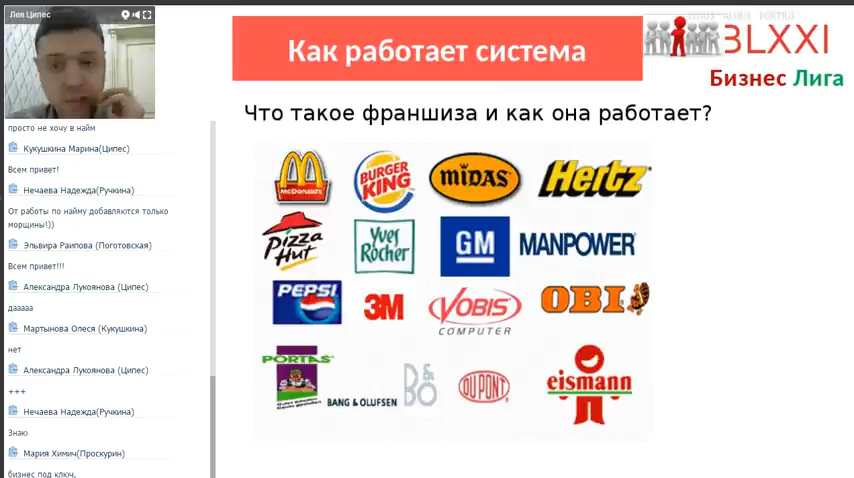 Лев Ципес
просто не хочу в найм
Кукушкина Марина(Ципес)
Всем привет!
Нечаева Надежда(Ручкина)
От работы по найму добавляются только
морщины!))
Эльвира Раипова (Поготовская)
Всем привет!!!
Александра Лукоянова (Ципес)
дааааа
Мартынова Олеся (Кукушкина)
нет
Александра Лукоянова (Ципес)
+++
Нечаева Надежда(Ручкина)
Знаю
Мария Химич(Проскурин)
бизнес под ключ,
Как работает система
BLXXI
Бизнес Лига
Что такое франшиза и как она работает?
McDonald's
BURGER
KING
MIDAS
Hertz
Pizza
Hut
Yves
Rocher
GM
MANPOWER
PEPSI
3M
VOBIS
COMPUTER
OBI
PORTAS
BANG & OLUFSEN
B&O
DUPONT
eismann